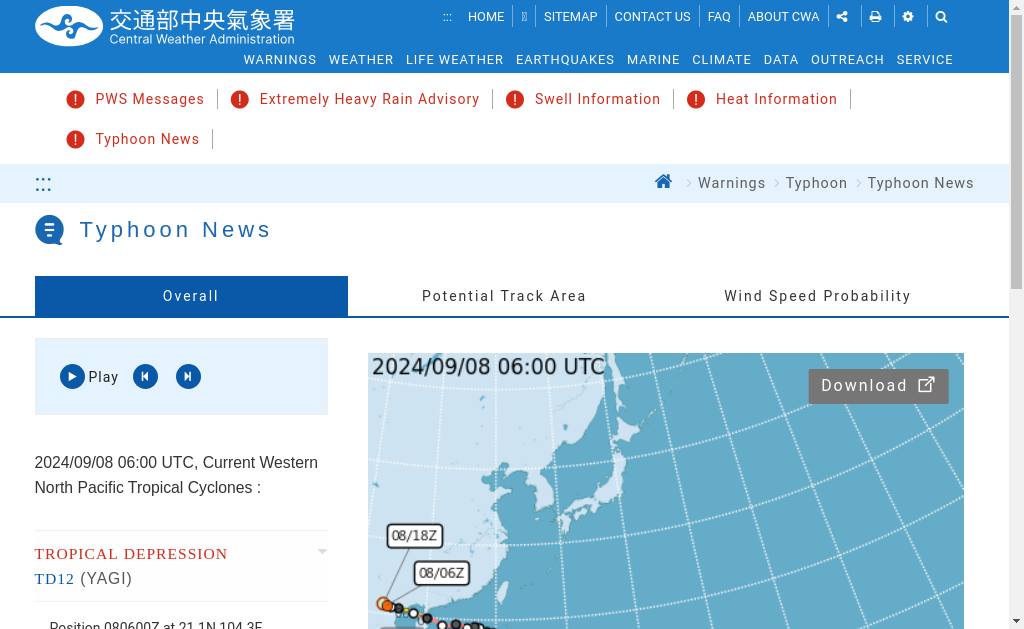 交通部中央氣象署
Central Weather Administration
::: HOME SITEMAP CONTACT US FAQ ABOUT CWA
WARNINGS WEATHER LIFE WEATHER EARTHQUAKES MARINE CLIMATE DATA OUTREACH SERVICE
PWS Messages Extremely Heavy Rain Advisory Swell Information Heat Information
Typhoon News
::: Warnings Typhoon Typhoon News
Typhoon News
Overall Potential Track Area Wind Speed Probability
Play
2024/09/08 06:00 UTC, Current Western
North Pacific Tropical Cyclones :
TROPICAL DEPRESSION
TD12 (YAGI)
Position 080600Z at 21.1N 104.3E
2024/09/08 06:00 UTC
Download
08/18Z
08/06Z